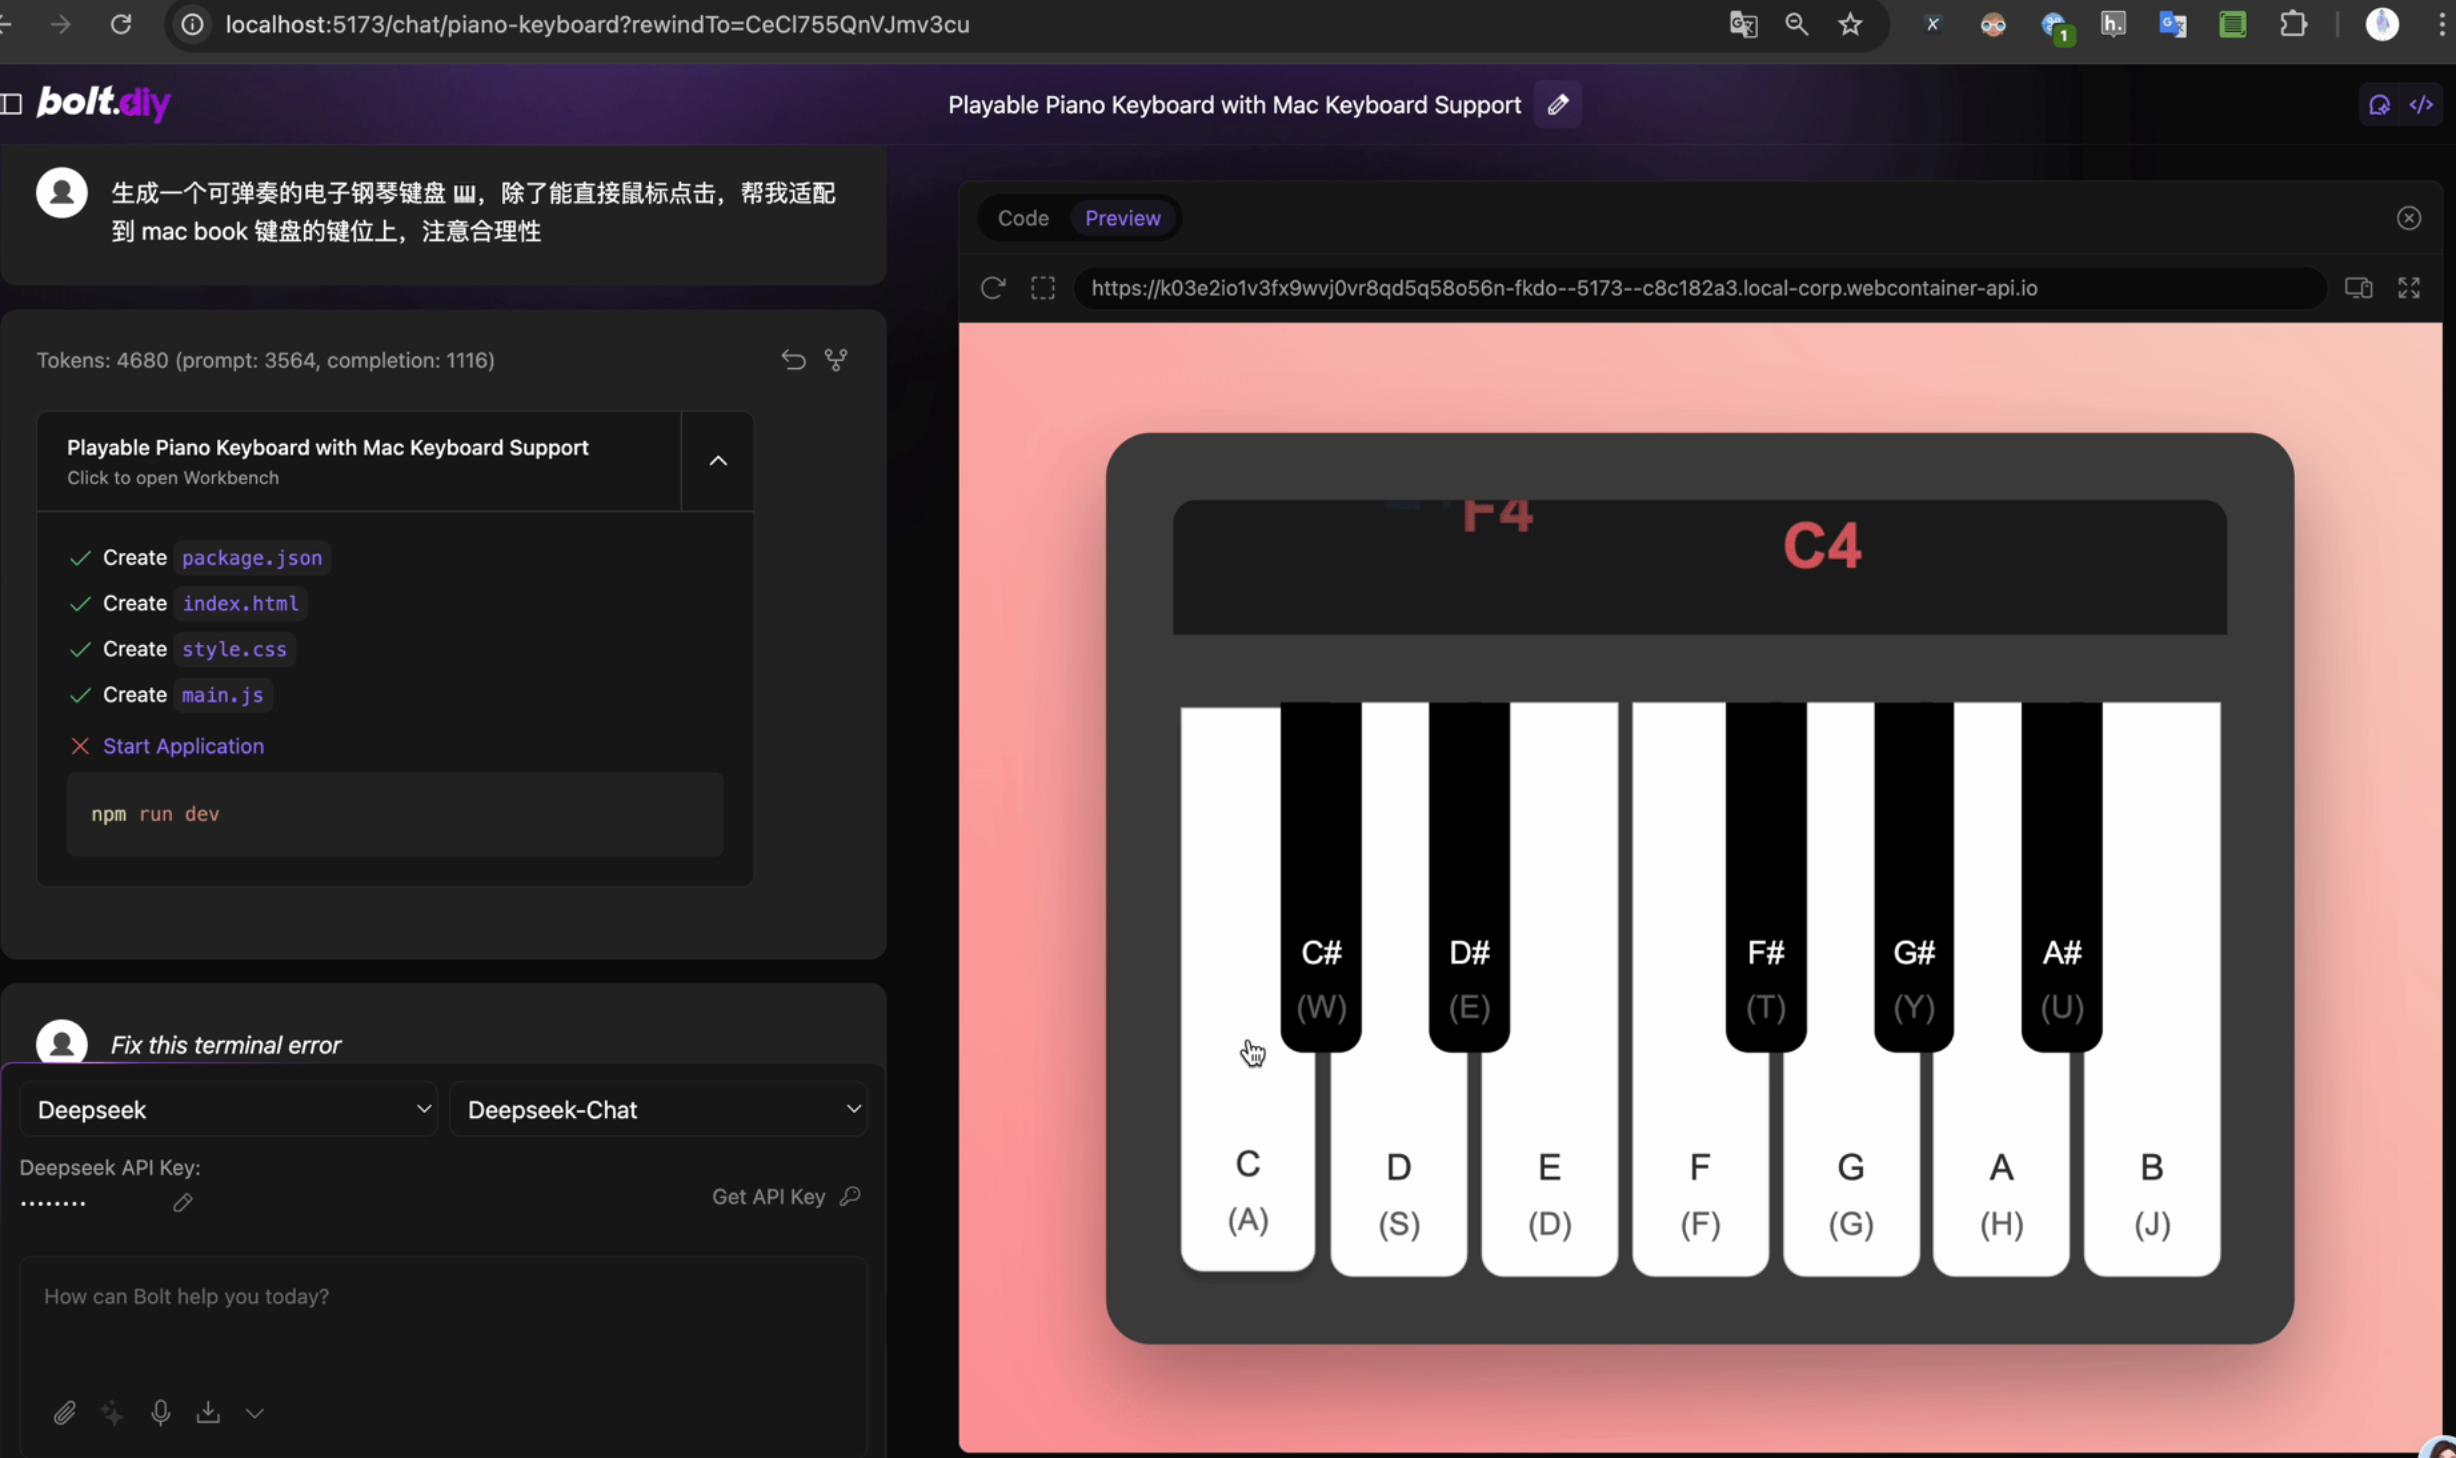 localhost:5173/chat/piano-keyboard?rewindTo=CeCl755QnVJmv3cu
1
h.
bolt.diy
Playable Piano Keyboard with Mac Keyboard Support
生成一个可弹奏的电子钢琴键盘 🎹，除了能直接鼠标点击，帮我适配
到 mac book 键盘的键位上，注意合理性
Tokens: 4680 (prompt: 3564, completion: 1116)
Playable Piano Keyboard with Mac Keyboard Support
Click to open Workbench
Create package.json
Create index.html
Create style.css
Create main.js
Start Application
npm run dev
Fix this terminal error
Deepseek
Deepseek-Chat
Deepseek API Key:
........
Get API Key
How can Bolt help you today?
Code Preview
https://k03e2io1v3fx9wvj0vr8qd5q58o56n-fkdo--5173--c8c182a3.local-corp.webcontainer-api.io
F4
C4
C# D# F# G# A#
(W) (E) (T) (Y) (U)
C D E F G A B
(A) (S) (D) (F) (G) (H) (J)